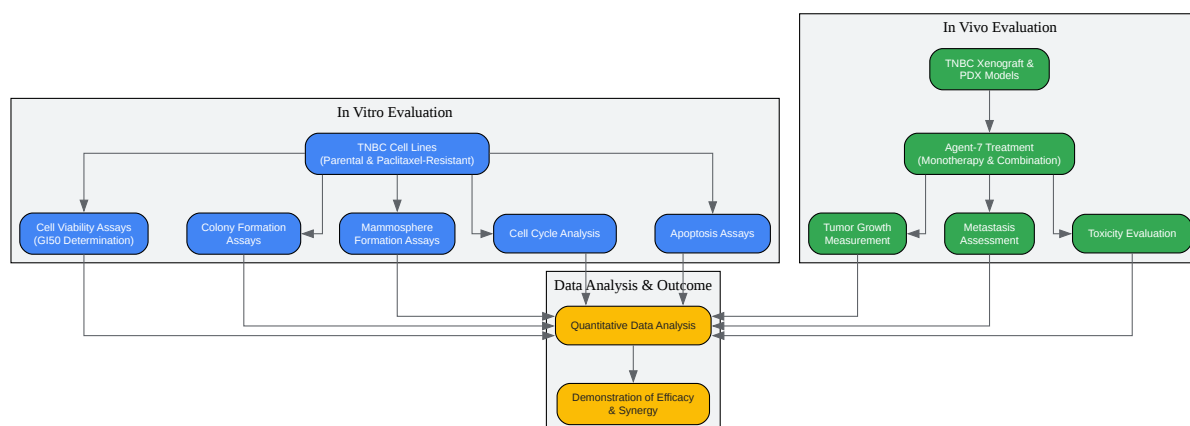 In Vivo Evaluation
TNBC Xenograft &
PDX Models
In Vitro Evaluation
TNBC Cell Lines
(Parental & Paclitaxel-Resistant)
Agent-7 Treatment
(Monotherapy & Combination)
Cell Viability Assays
(GI50 Determination)
Colony Formation
Assays
Mammosphere
Formation Assays
Cell Cycle Analysis
Apoptosis Assays
Tumor Growth
Measurement
Metastasis
Assessment
Toxicity Evaluation
Data Analysis & Outcome
Quantitative Data Analysis
Demonstration of Efficacy
& Synergy